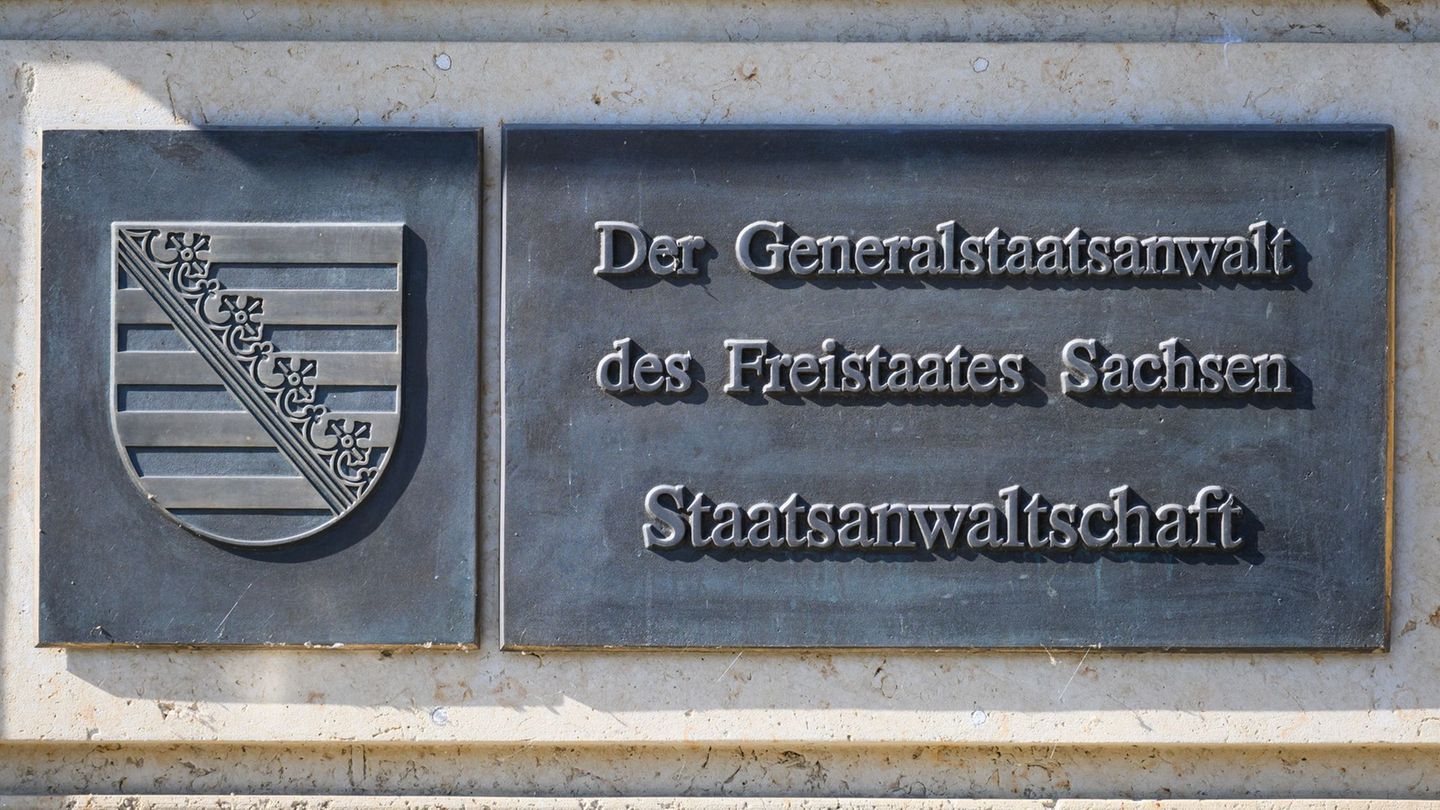 Der Generalstaatsanwalt
des Freistaates Sachsen
Staatsanwaltschaft